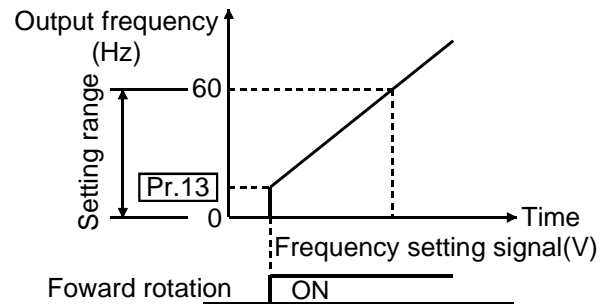 Output frequency
(Hz)
Setting range
60
Pr.13
0
Time
Frequency setting signal(V)
Foward rotation
ON